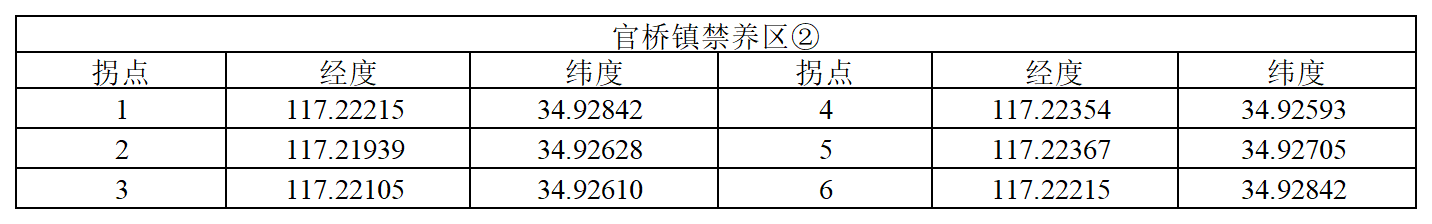 官桥镇禁养区②
拐点 经度 纬度 拐点 经度 纬度
1 117.22215 34.92842 4 117.22354 34.92593
2 117.21939 34.92628 5 117.22367 34.92705
3 117.22105 34.92610 6 117.22215 34.92842